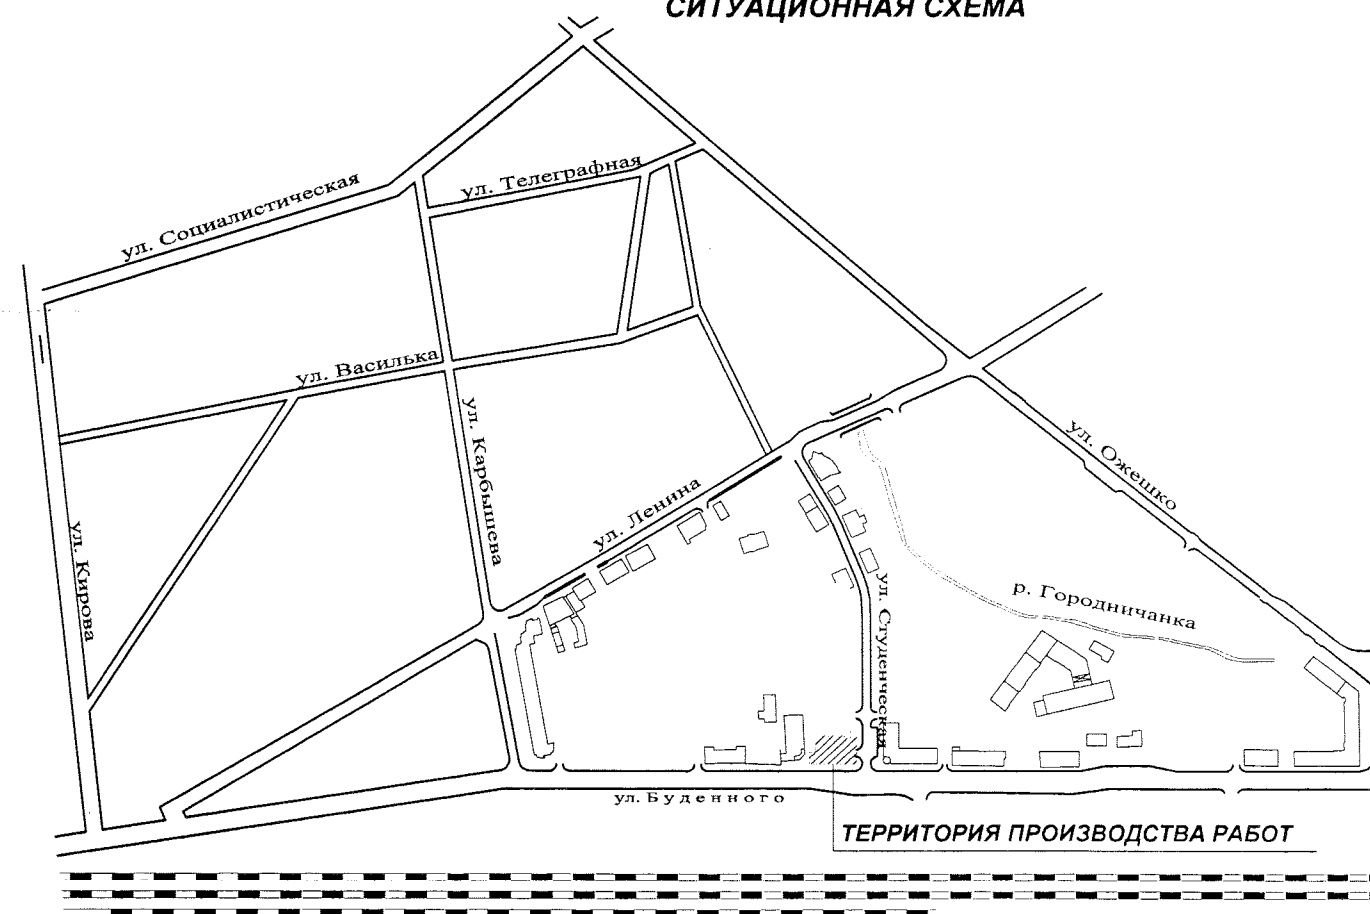 СИТУАЦИОННАЯ СХЕМА
ул. Телеграфная
ул. Социалистическая
ул. Василька
ул. Карбышева
ул. Ожешко
ул. Ленина
ул. Кирова
р. Городничанка
ул. Студенческая
ул. Буденного
ТЕРРИТОРИЯ ПРОИЗВОДСТВА РАБОТ